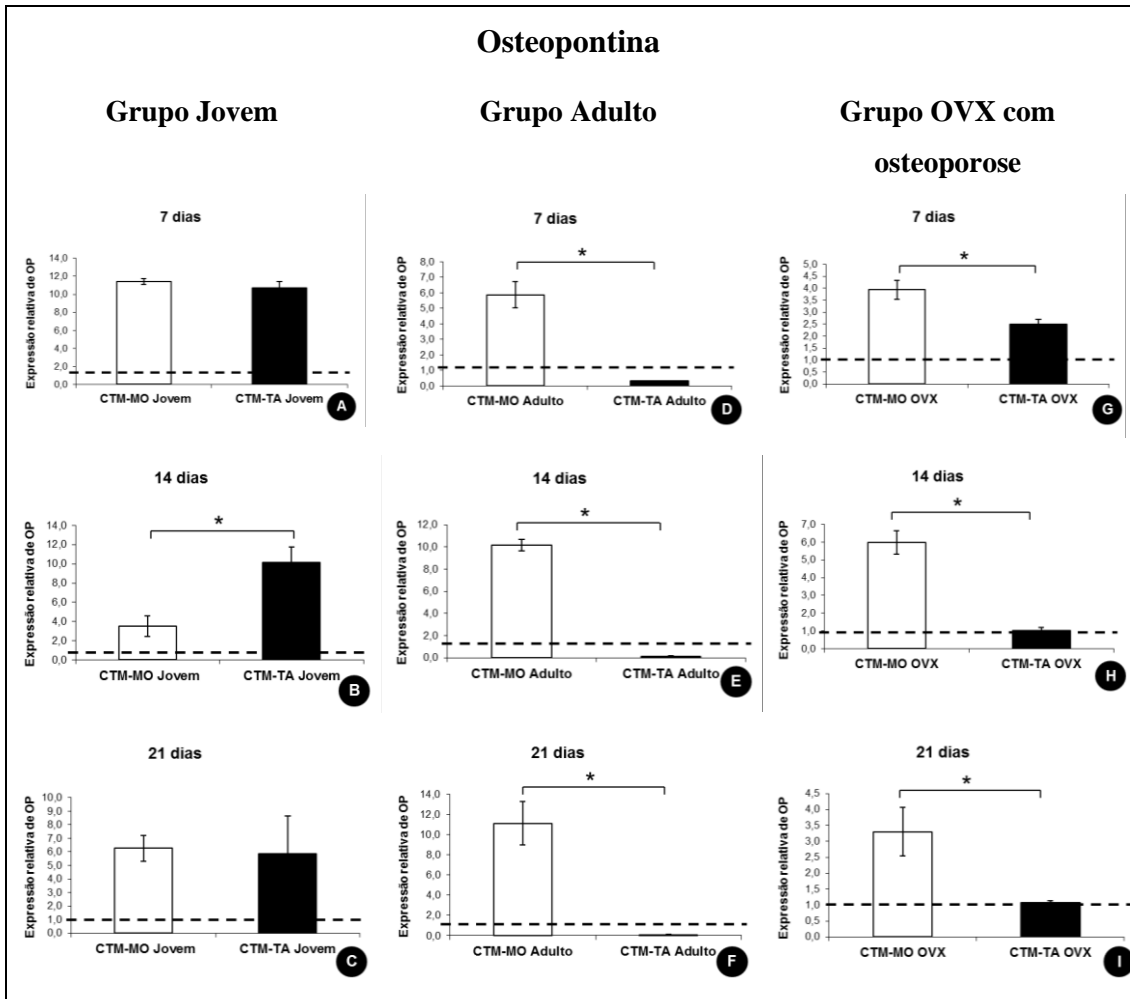 Osteopontina
Grupo Jovem
Grupo Adulto
Grupo OVX com
osteoporose
7 dias
Expressão relativa de OP
14,0
12,0
10,0
8,0
6,0
4,0
2,0
0,0
CTM-MO Jovem
CTM-TA Jovem
A
7 dias
*
Expressão relativa de OP
8,0
7,0
6,0
5,0
4,0
3,0
2,0
1,0
0,0
CTM-MO Adulto
CTM-TA Adulto
D
7 dias
*
Expressão relativa de OP
5,0
4,5
4,0
3,5
3,0
2,5
2,0
1,5
1,0
0,5
0,0
CTM-MO OVX
CTM-TA OVX
G
14 dias
*
Expressão relativa de OP
14,0
12,0
10,0
8,0
6,0
4,0
2,0
0,0
CTM-MO Jovem
CTM-TA Jovem
B
14 dias
*
Expressão relativa de OP
12,0
10,0
8,0
6,0
4,0
2,0
0,0
CTM-MO Adulto
CTM-TA Adulto
E
14 dias
*
Expressão relativa de OP
7,0
6,0
5,0
4,0
3,0
2,0
1,0
0,0
CTM-MO OVX
CTM-TA OVX
H
21 dias
Expressão relativa de OP
10,0
9,0
8,0
7,0
6,0
5,0
4,0
3,0
2,0
1,0
0,0
CTM-MO Jovem
CTM-TA Jovem
C
21 dias
*
Expressão relativa de OP
14,0
12,0
10,0
8,0
6,0
4,0
2,0
0,0
CTM-MO Adulto
CTM-TA Adulto
F
21 dias
*
Expressão relativa de OP
4,5
4,0
3,5
3,0
2,5
2,0
1,5
1,0
0,5
0,0
CTM-MO OVX
CTM-TA OVX
I